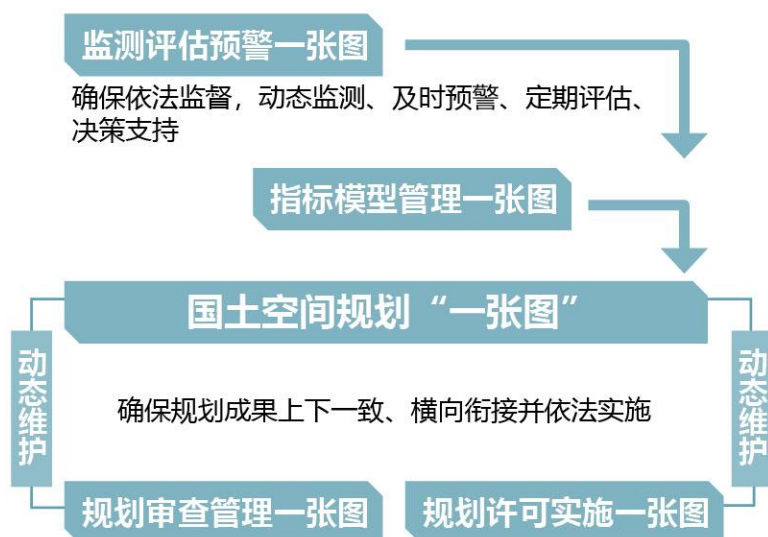 监测评估预警一张图
确保依法监督，动态监测、及时预警、定期评估、
决策支持
指标模型管理一张图
国土空间规划“一张图”
动态维护
确保规划成果上下一致、横向衔接并依法实施
动态维护
规划审查管理一张图
规划许可实施一张图